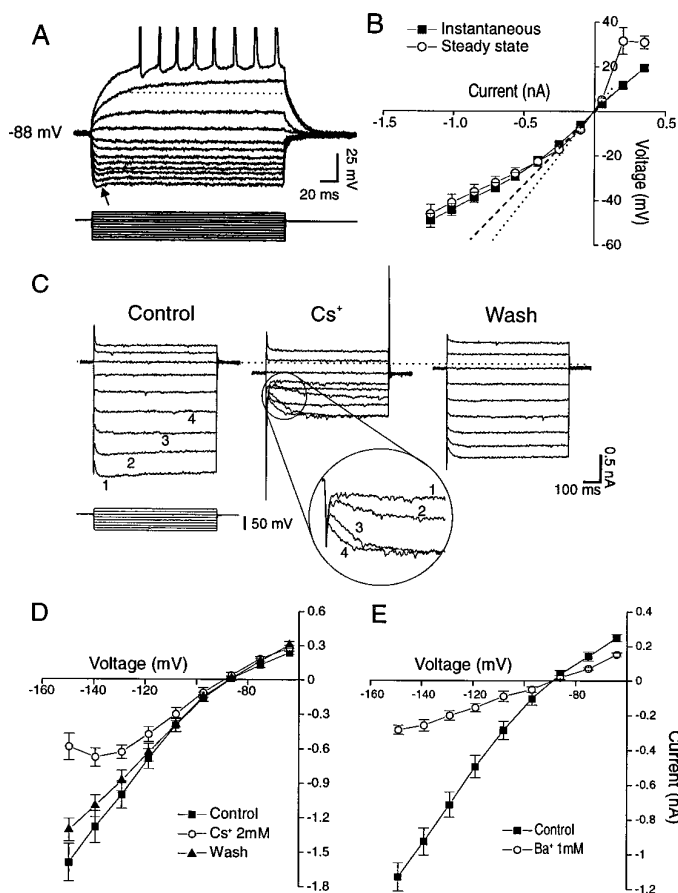 A
-88 mV
25 mV
20 ms
B
Instantaneous
Steady state
Current (nA)
Voltage (mV)
-1.5
-1.0
-0.5
0.5
40
20
-20
-40
-60
C
Control
Cs+
Wash
4
3
2
1
50 mV
1
2
3
4
0.5 nA
100 ms
D
Voltage (mV)
-160
-140
-120
-100
-80
0.6
0.3
0
-0.3
-0.6
-0.9
-1.2
-1.5
-1.8
Control
Cs+ 2mM
Wash
E
Voltage (mV)
-160
-140
-120
-100
-80
0.4
0.2
0
-0.2
-0.4
-0.6
-0.8
-1
-1.2
Current (nA)
Control
Ba+ 1mM